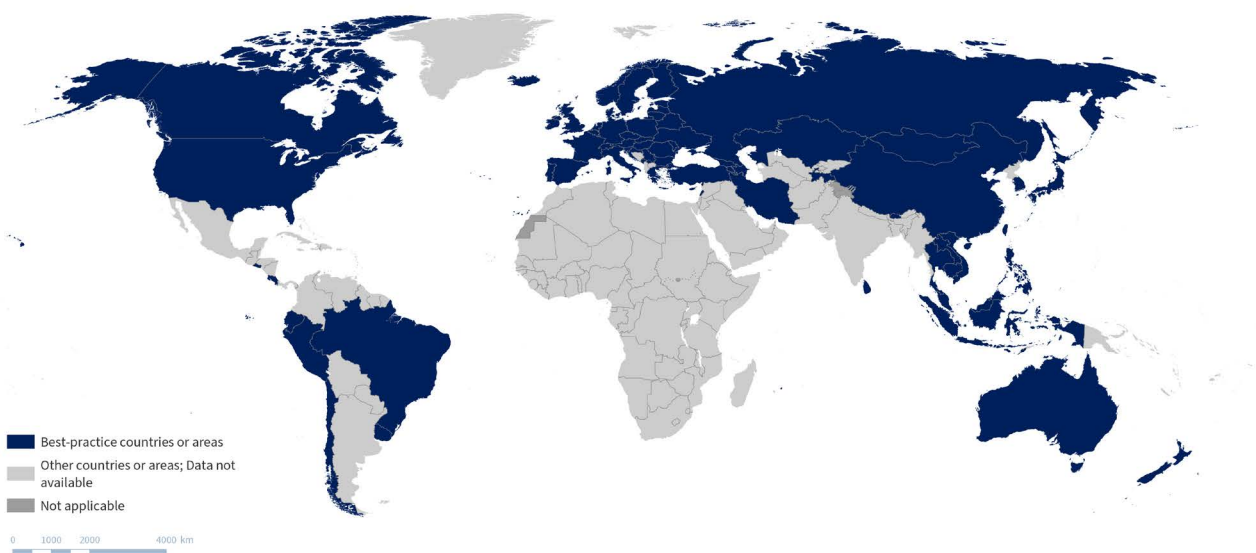 Best-practice countries or areas
Other countries or areas; Data not
available
Not applicable
0 1000 2000 4000 km